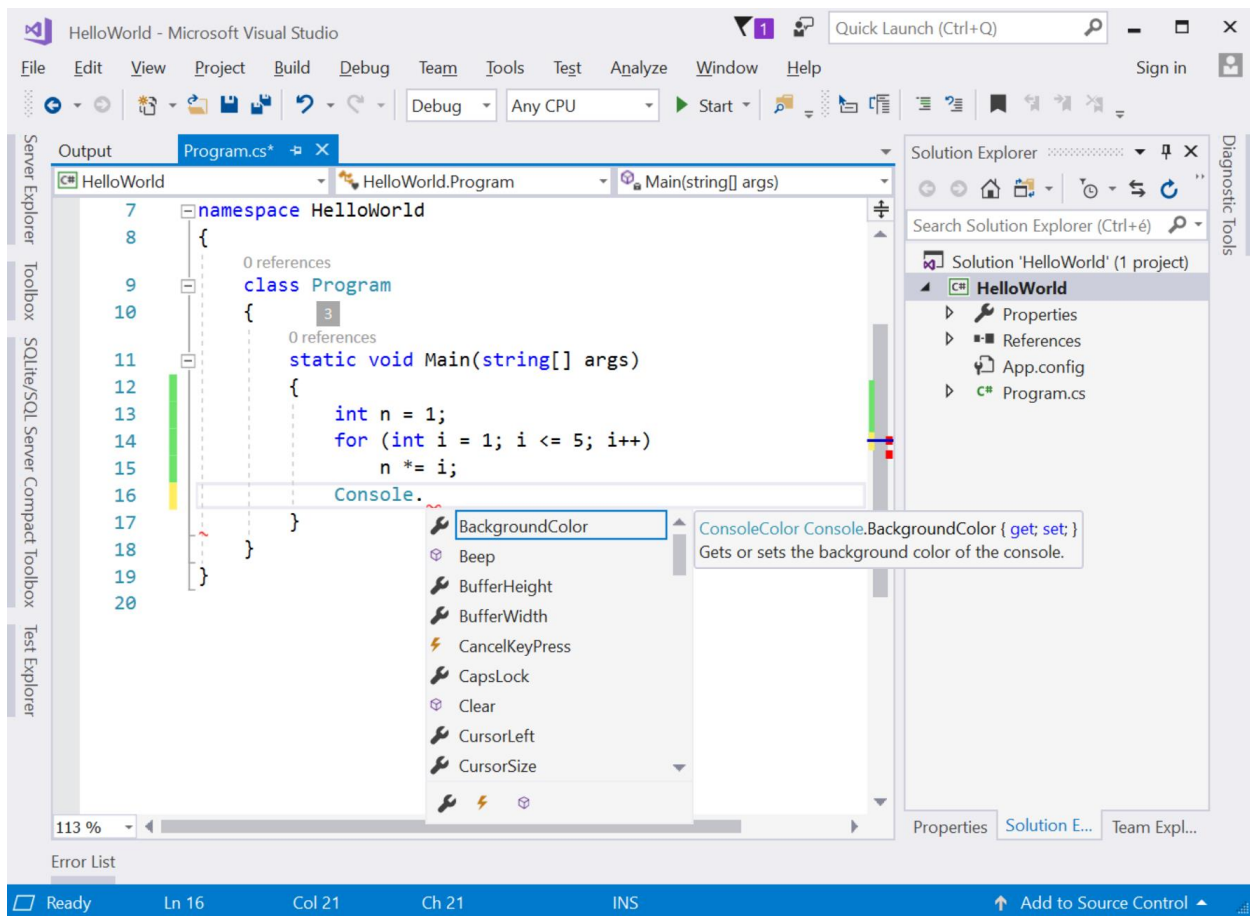 HelloWorld - Microsoft Visual Studio
1
Quick Launch (Ctrl+Q)
File Edit View Project Build Debug Team Tools Test Analyze Window Help
Sign in
Debug Any CPU Start
Server Explorer
Toolbox
SQLite/SQL Server Compact Toolbox
Test Explorer
Output Program.cs*
C# HelloWorld HelloWorld.Program Main(string[] args)
7 namespace HelloWorld
8 {
0 references
9 class Program
10 { 3
0 references
11 static void Main(string[] args)
12 {
13 int n = 1;
14 for (int i = 1; i <= 5; i++)
15 n *= i;
16 Console.
17 }
18 }
19 }
20
BackgroundColor
Beep
BufferHeight
BufferWidth
CancelKeyPress
CapsLock
Clear
CursorLeft
CursorSize
ConsoleColor Console.BackgroundColor { get; set; }
Gets or sets the background color of the console.
113 %
Solution Explorer
Search Solution Explorer (Ctrl+é)
Solution 'HelloWorld' (1 project)
C# HelloWorld
Properties
References
App.config
C# Program.cs
Properties Solution E... Team Expl...
Diagnostic Tools
Error List
Ready Ln 16 Col 21 Ch 21 INS Add to Source Control